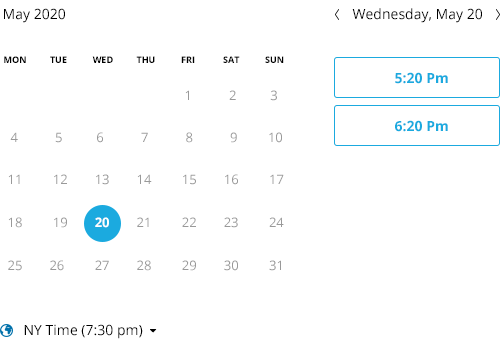 May 2020
MON TUE WED THU FRI SAT SUN
1 2 3
4 5 6 7 8 9 10
11 12 13 14 15 16 17
18 19 20 21 22 23 24
25 26 27 28 29 30 31
NY Time (7:30 pm)
Wednesday, May 20
5:20 Pm
6:20 Pm